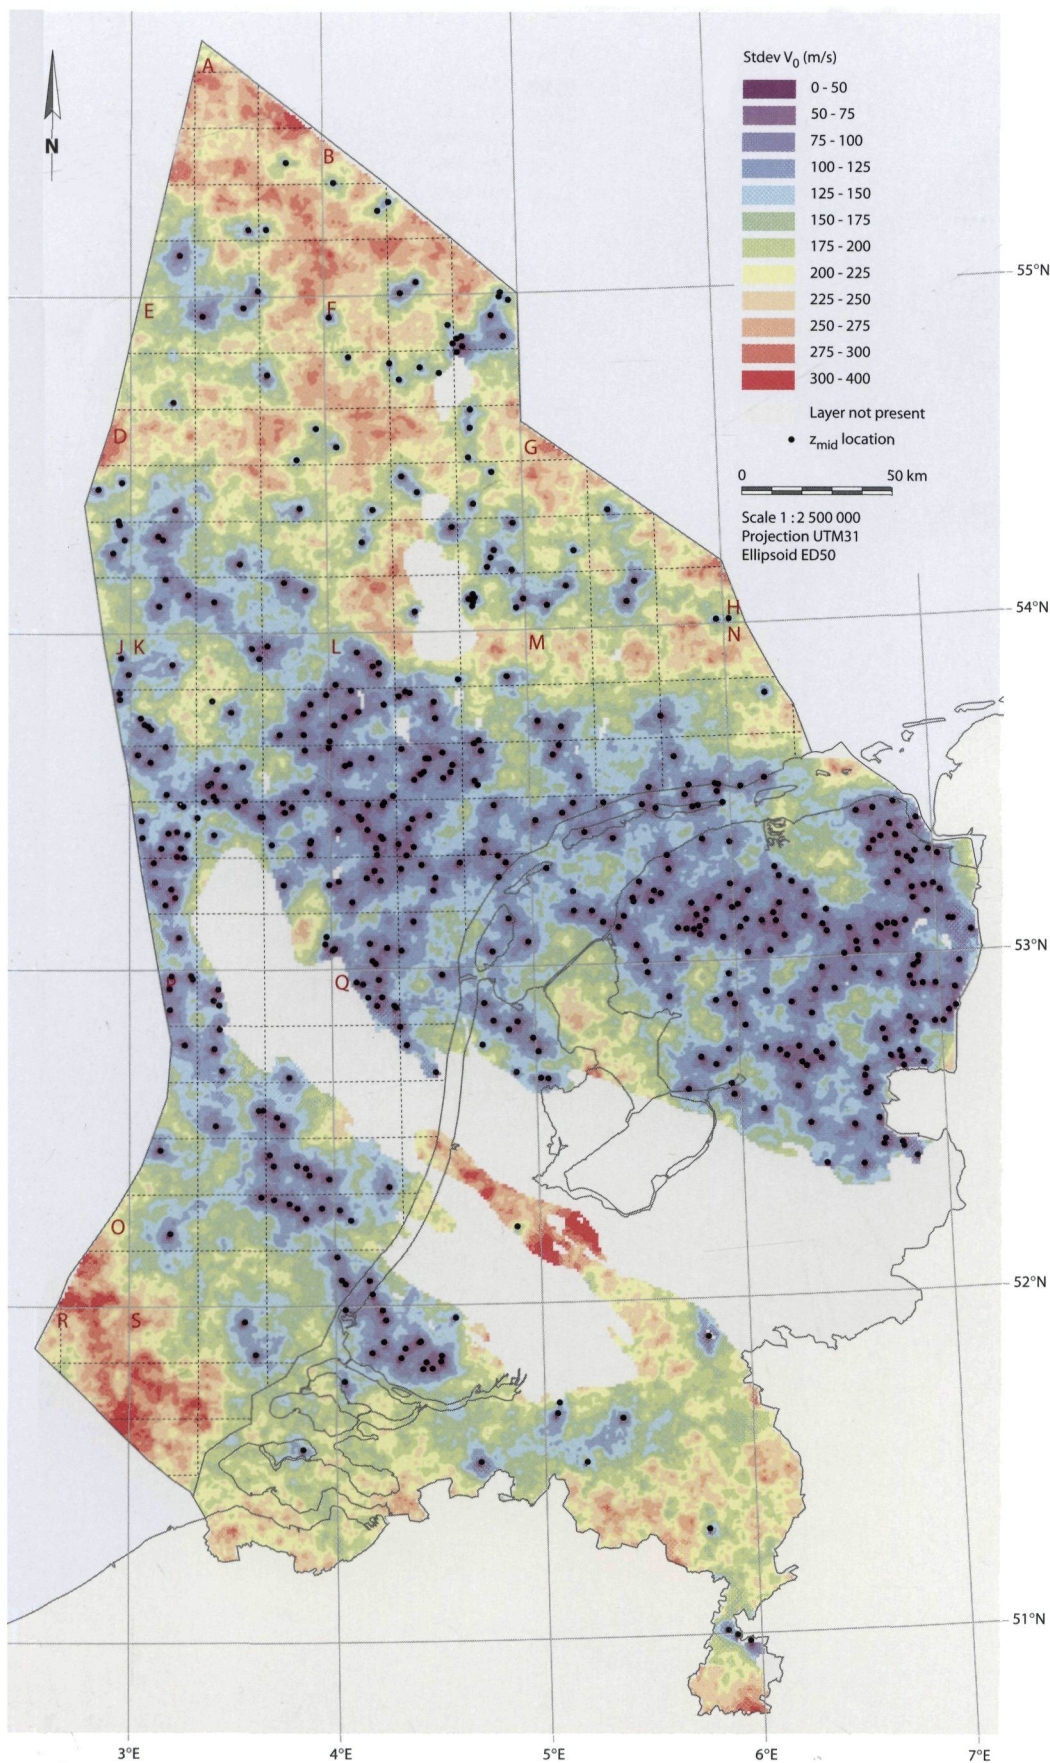 A
N
B
Stdev V₀ (m/s)
0 - 50
50 - 75
75 - 100
100 - 125
125 - 150
150 - 175
175 - 200
200 - 225
225 - 250
250 - 275
275 - 300
300 - 400
Layer not present
z_mid location
0 50 km
Scale 1 : 2 500 000
Projection UTM31
Ellipsoid ED50
55°N
E
F
D
G
54°N
H
N
J K
L
M
53°N
P
Q
O
52°N
R
S
51°N
3°E 4°E 5°E 6°E 7°E